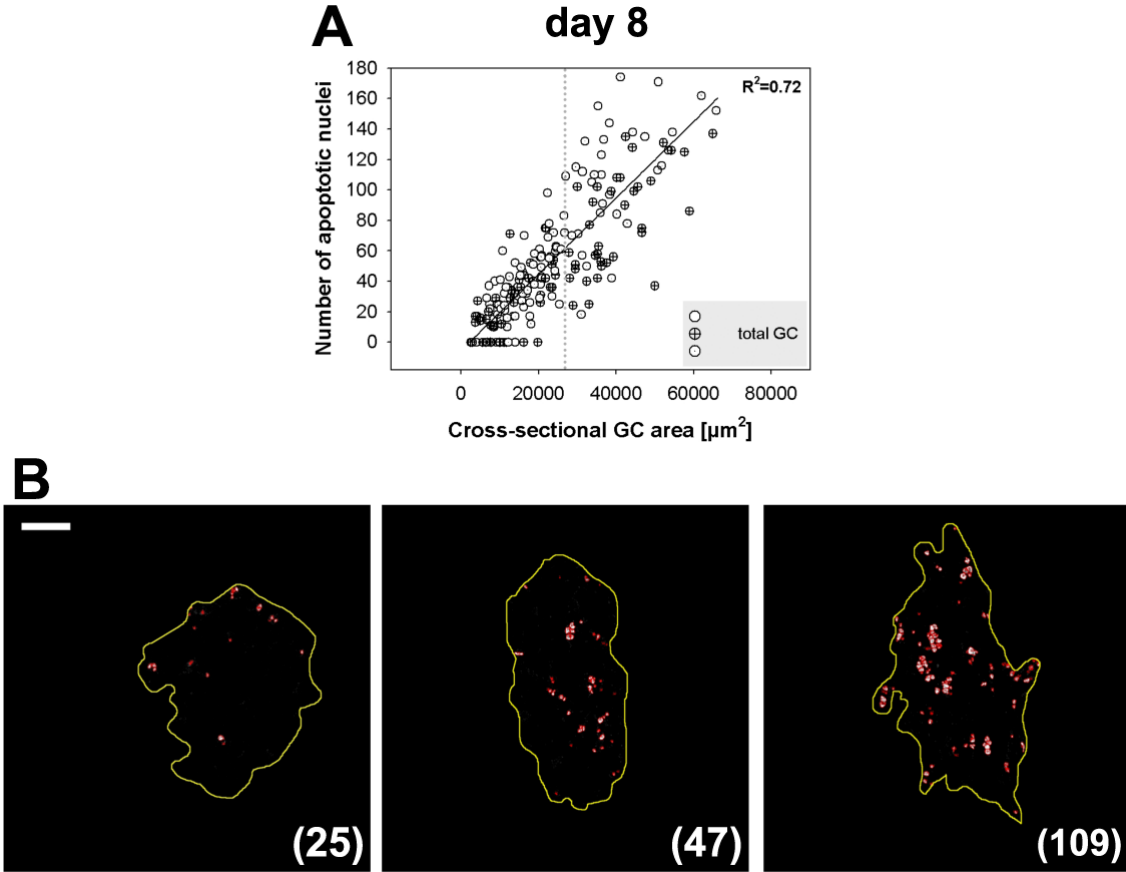 A
day 8
Number of apoptotic nuclei
180
160
140
120
100
80
60
40
20
0
R²=0.72
total GC
0 20000 40000 60000 80000
Cross-sectional GC area [µm²]
B
(25) (47) (109)